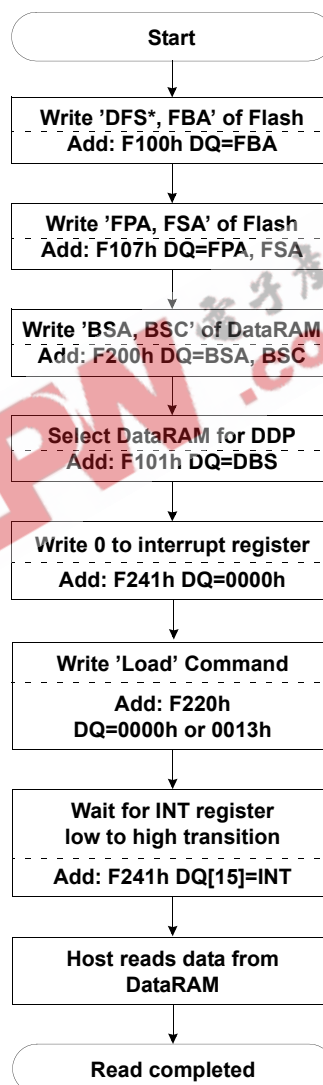 Start
Write 'DFS*, FBA' of Flash
Add: F100h DQ=FBA
Write 'FPA, FSA' of Flash
Add: F107h DQ=FPA, FSA
Write 'BSA, BSC' of DataRAM
Add: F200h DQ=BSA, BSC
Select DataRAM for DDP
Add: F101h DQ=DBS
Write 0 to interrupt register
Add: F241h DQ=0000h
Write 'Load' Command
Add: F220h
DQ=0000h or 0013h
Wait for INT register
low to high transition
Add: F241h DQ[15]=INT
Host reads data from
DataRAM
Read completed